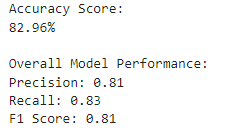 Accuracy Score:
82.96%
Overall Model Performance:
Precision: 0.81
Recall: 0.83
F1 Score: 0.81